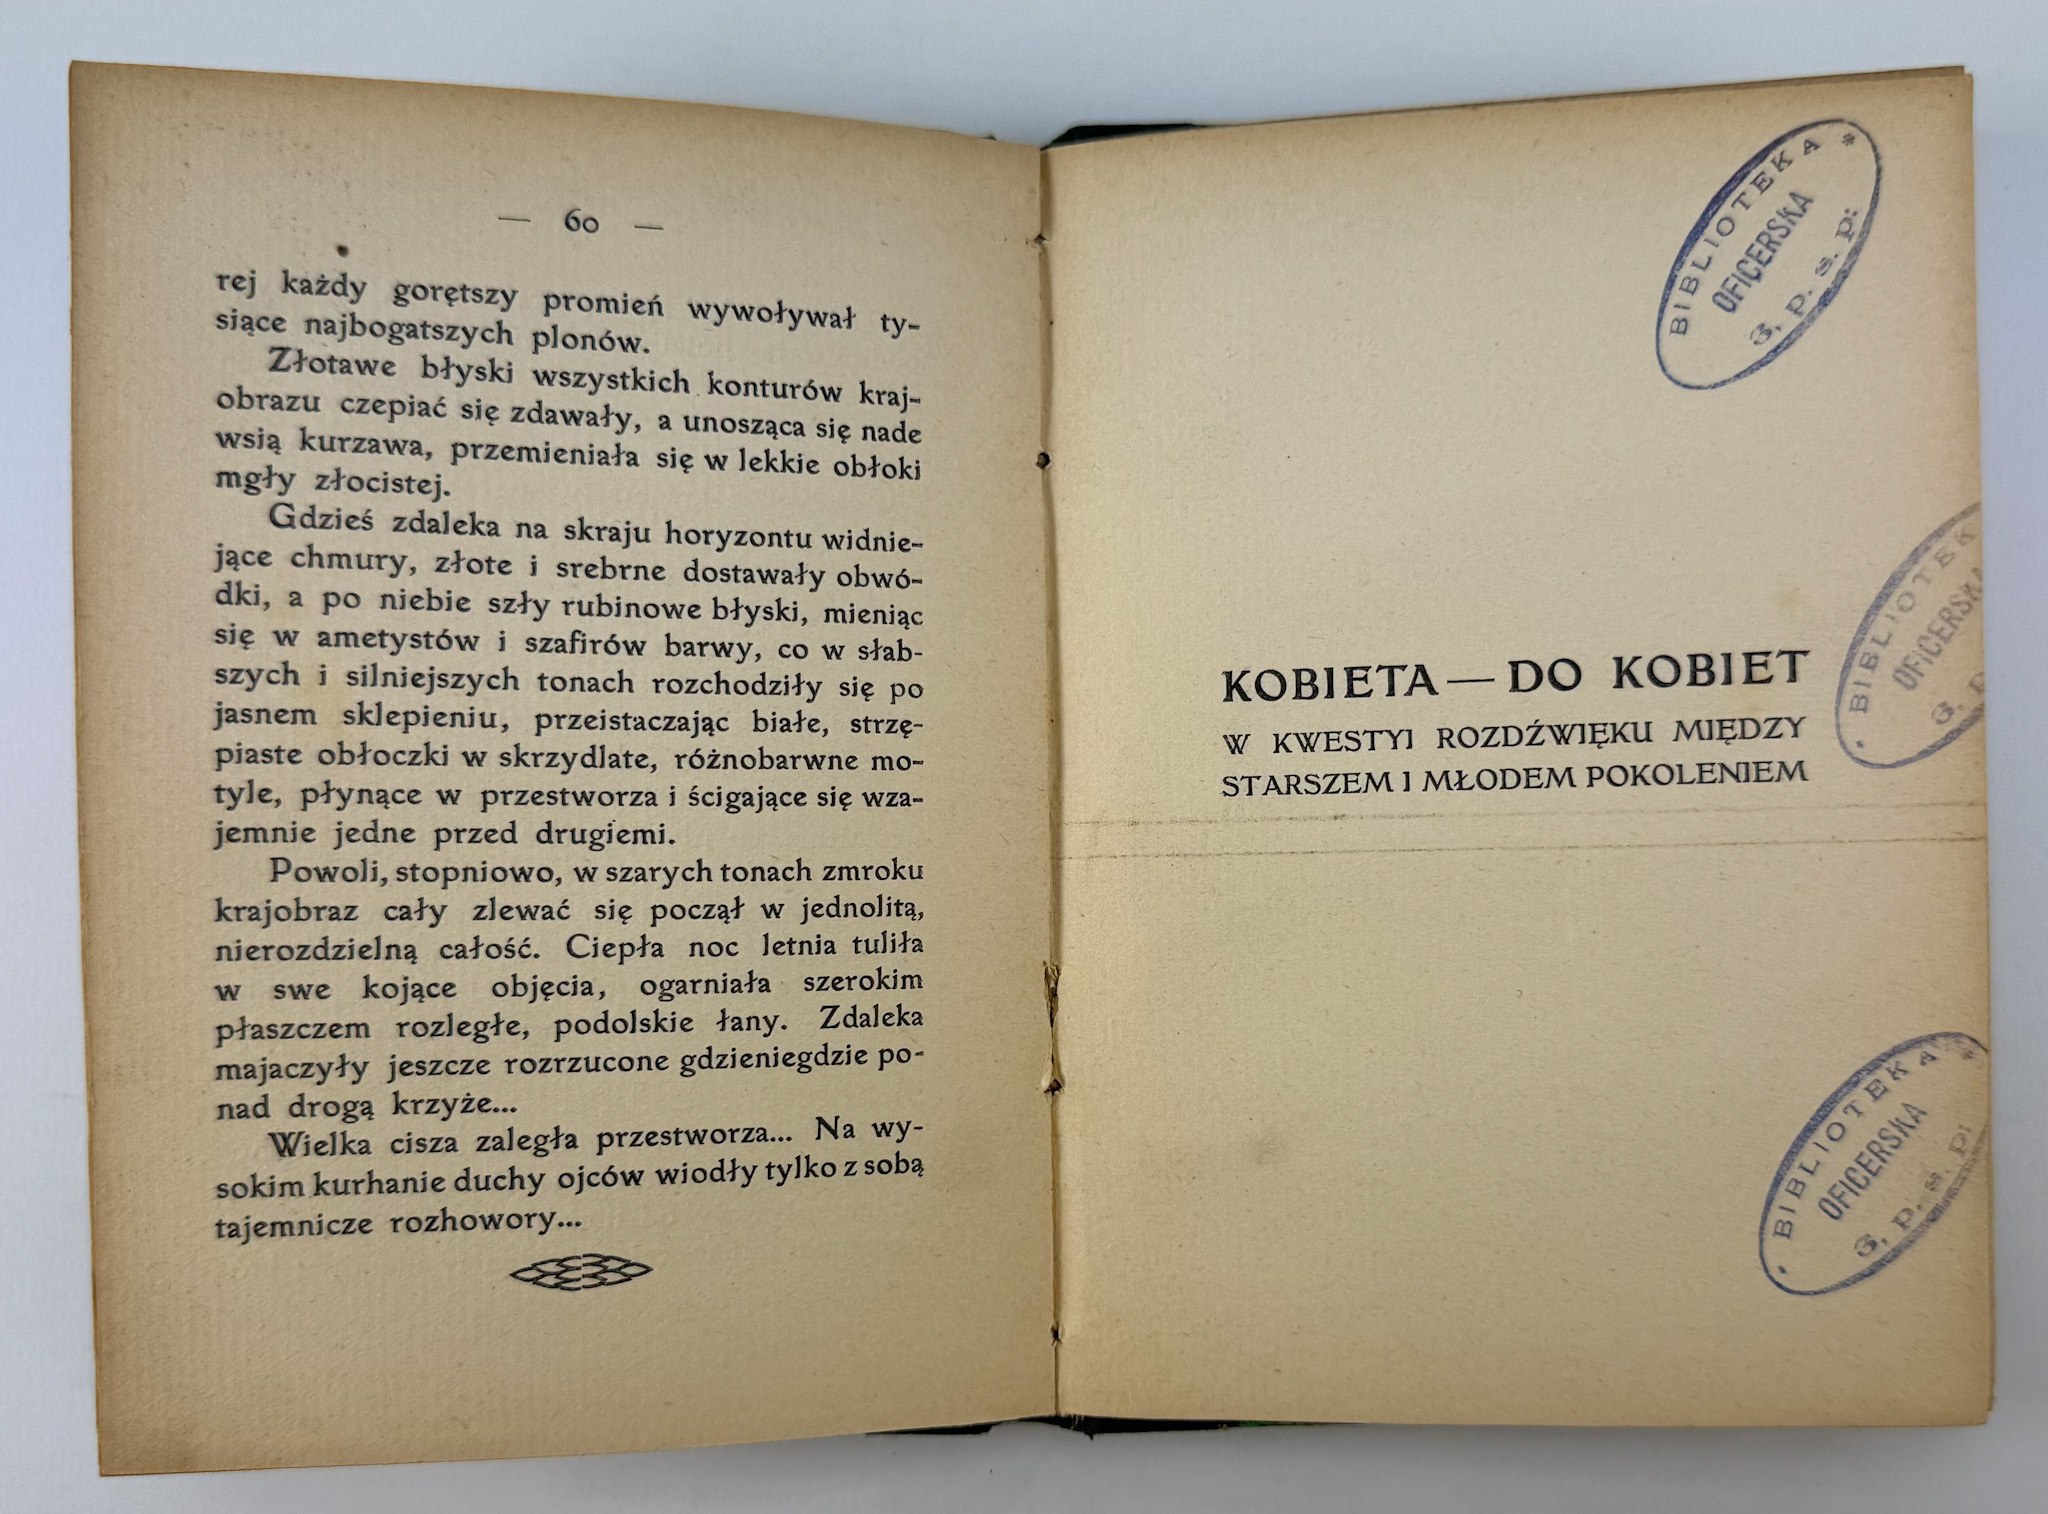 — 60 —
rej każdy gorętszy promień wywoływał ty-
siące najbogatszych plonów.
Złotawe błyski wszystkich konturów kraj-
obrazu czepiać się zdawały, a unosząca się nade
wsią kurzawa, przemieniała się w lekkie obłoki
mgły złocistej.
Gdzieś zdaleka na skraju horyzontu widnie-
jące chmury, złote i srebrne dostawały obwó-
dki, a po niebie szły rubinowe błyski, mieniąc
się w ametystów i szafirów barwy, co w słab-
szych i silniejszych tonach rozchodziły się po
jasnem sklepieniu, przeistaczając białe, strzę-
piaste obłoczki w skrzydlate, różnobarwne mo-
tyle, płynące w przestworza i ścigające się wza-
jemnie jedne przed drugiemi.
Powoli, stopniowo, w szarych tonach zmroku
krajobraz cały zlewać się począł w jednolitą,
nierozdzielną całość. Ciepła noc letnia tuliła
w swe kojące objęcia, ogarniała szerokim
płaszczem rozległe, podolskie łany. Zdaleka
majaczyły jeszcze rozrzucone gdzieniegdzie po-
nad drogą krzyże...
Wielka cisza zaległa przestworza... Na wy-
sokim kurhanie duchy ojców wiodły tylko z sobą
tajemnicze rozhowory...
KOBIETA — DO KOBIET
W KWESTYI ROZDŹWIĘKU MIĘDZY
STARSZEM I MŁODEM POKOLENIEM
BIBLIOTEKA *
OFICERSKA
3. p. s. p:
BIBLIOTEK
OFICERSKA
3. p
BIBLIOTEKA *
OFICERSKA
3. p. s. p: